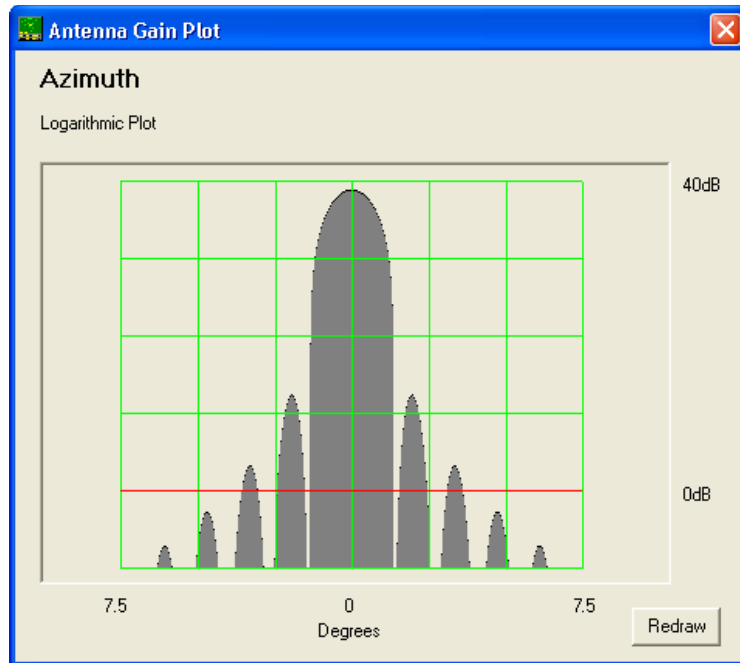 Antenna Gain Plot
Azimuth
Logarithmic Plot
40dB
0dB
7.5
0
7.5
Degrees
Redraw